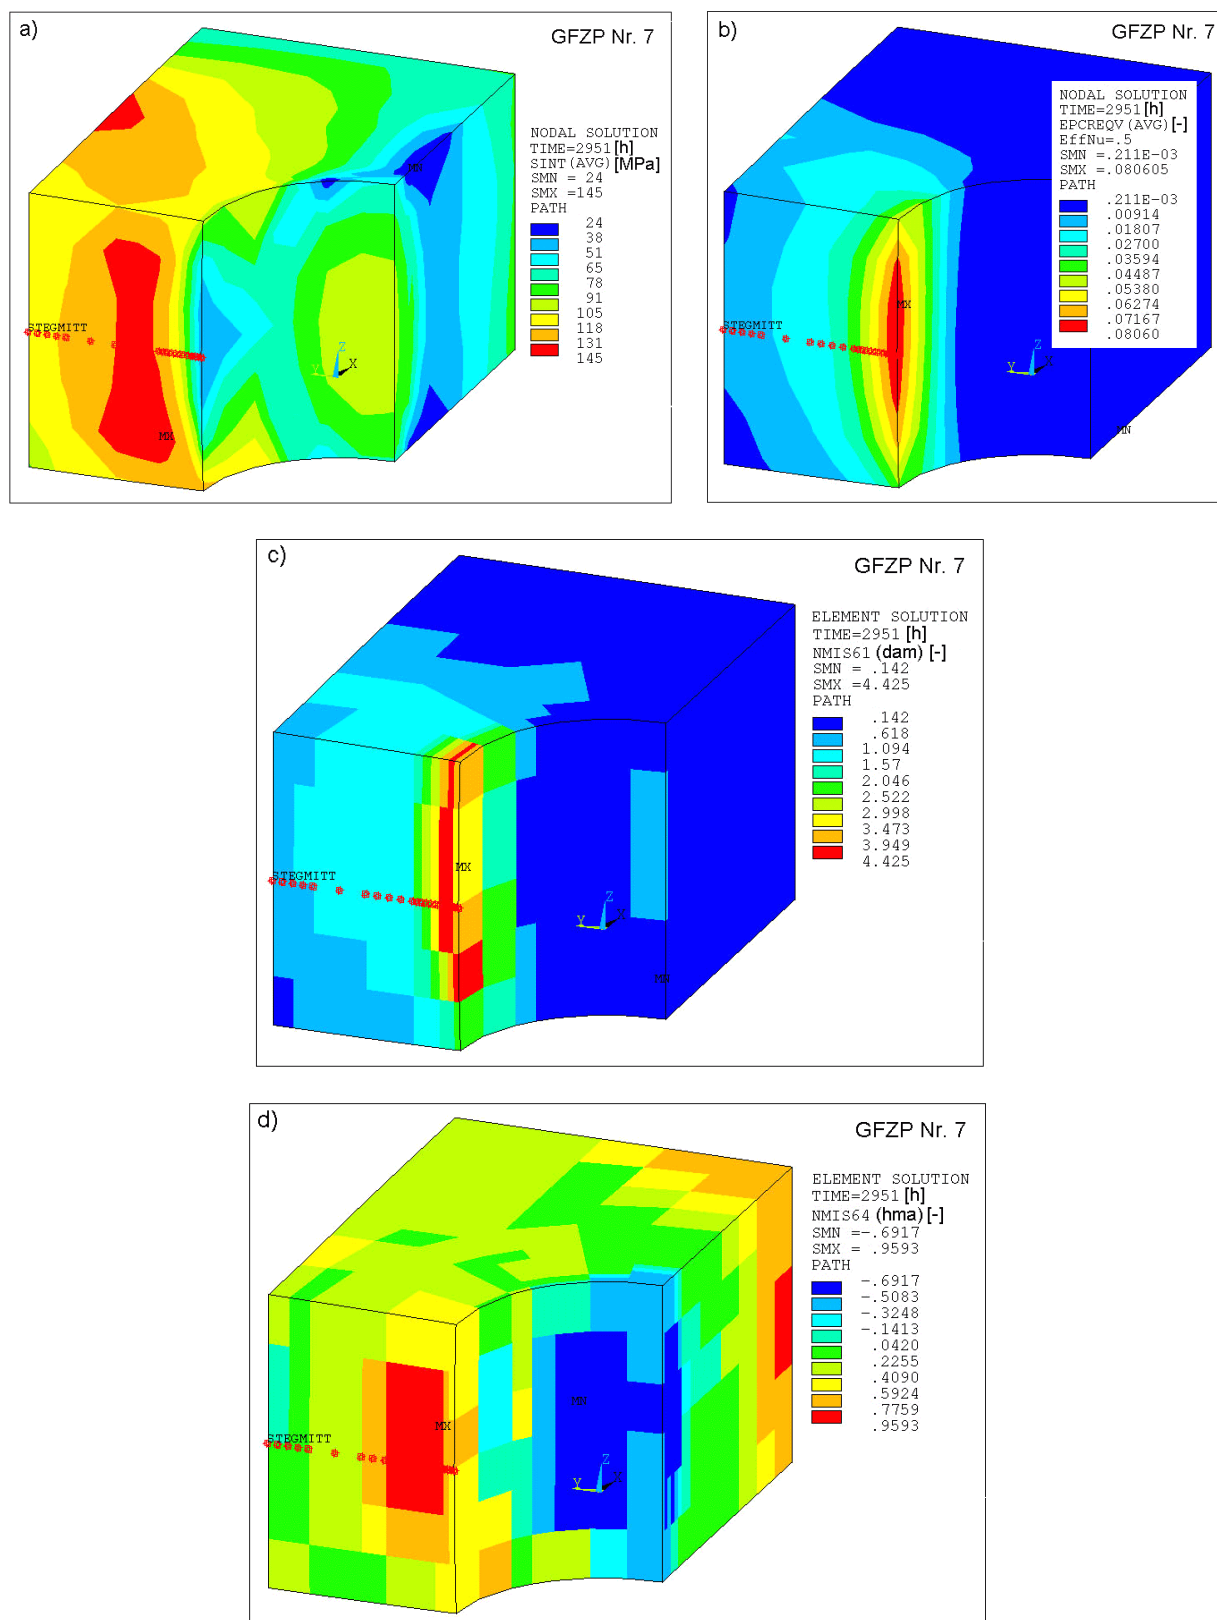 a)
GFZP Nr. 7
NODAL SOLUTION
TIME=2951 [h]
SINT (AVG) [MPa]
SMN = 24
SMX =145
PATH
24
38
51
65
78
91
105
118
131
145
MN
STEGMITT
MX
Z
Y
X
b)
GFZP Nr. 7
NODAL SOLUTION
TIME=2951 [h]
EPCREQV (AVG) [-]
EffNu=.5
SMN =.211E-03
SMX =.080605
PATH
.211E-03
.00914
.01807
.02700
.03594
.04487
.05380
.06274
.07167
.08060
MX
STEGMITT
Z
Y
X
MN
c)
GFZP Nr. 7
ELEMENT SOLUTION
TIME=2951 [h]
NMIS61 (dam) [-]
SMN = .142
SMX =4.425
PATH
.142
.618
1.094
1.57
2.046
2.522
2.998
3.473
3.949
4.425
MX
STEGMITT
Z
Y
X
MN
d)
GFZP Nr. 7
ELEMENT SOLUTION
TIME=2951 [h]
NMIS64 (hma) [-]
SMN =-.6917
SMX = .9593
PATH
-.6917
-.5083
-.3248
-.1413
.0420
.2255
.4090
.5924
.7759
.9593
MN
MX
STEGMITT
Z
Y
X